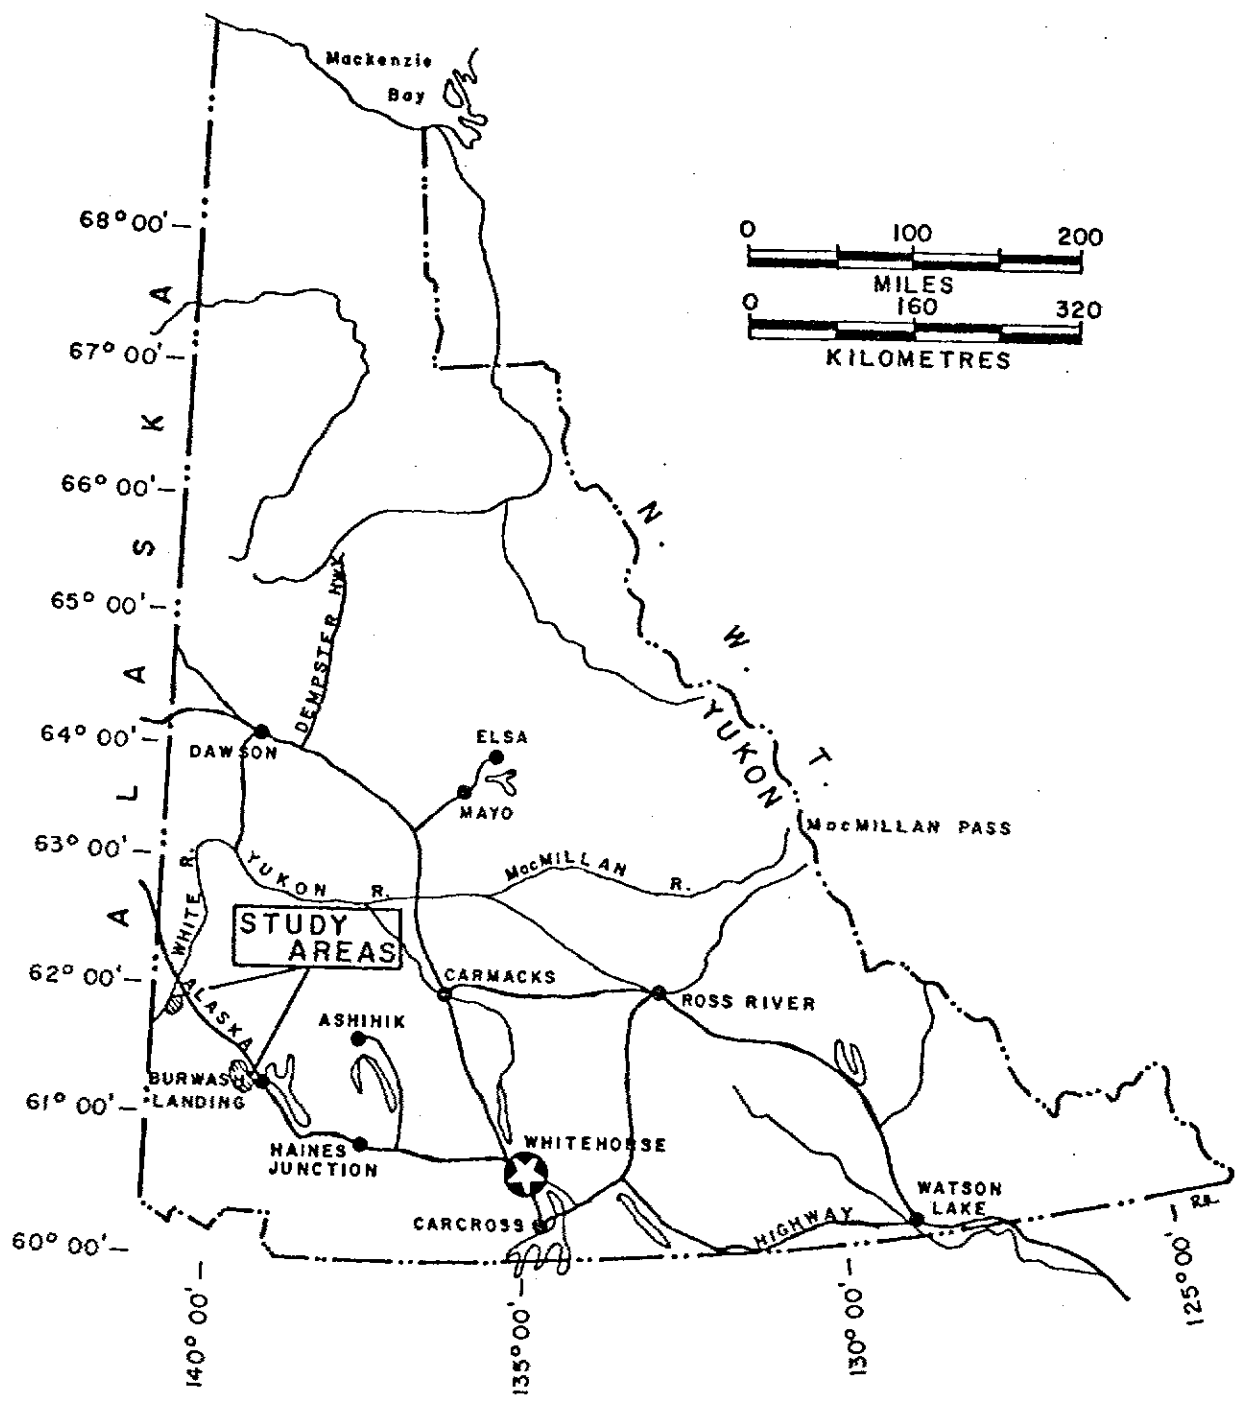 Mackenzie
Bay
68° 00'
0 100 200
MILES
0 160 320
KILOMETRES
67° 00'
66° 00'
65° 00'
64° 00'
63° 00'
62° 00'
61° 00'
60° 00'
ALASKA
N. W. T.
YUKON
DEMPSTER HWY
DAWSON
ELSA
MAYO
MacMILLAN PASS
WHITE R.
YUKON R.
MacMILLAN R.
STUDY
AREAS
CARMACKS
ROSS RIVER
ALASKA
ASHIHIK
BURWASH
LANDING
HAINES
JUNCTION
WHITEHORSE
CARCROSS
HIGHWAY
WATSON
LAKE
140° 00'
135° 00'
130° 00'
125° 00'